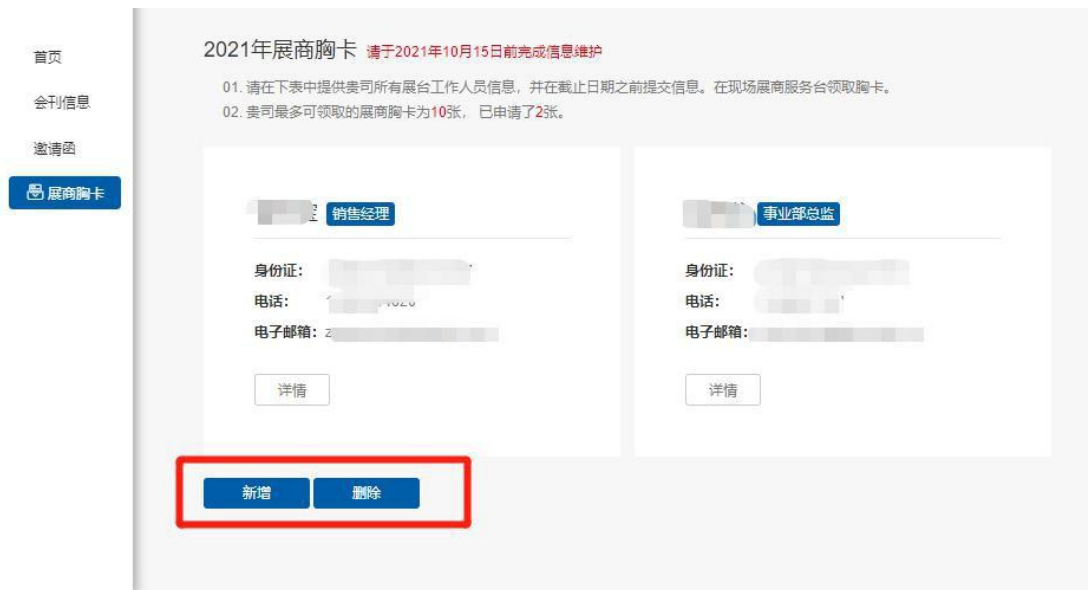 首页
会刊信息
邀请函
展商胸卡
2021年展商胸卡 请于2021年10月15日前完成信息维护
01. 请在下表中提供贵司所有展台工作人员信息，并在截止日期之前提交信息。在现场展商服务台领取胸卡。
02. 贵司最多可领取的展商胸卡为10张， 已申请了2张。
销售经理
身份证：
电话：
电子邮箱：z
详情
事业部总监
身份证：
电话：
电子邮箱：
详情
新增
删除